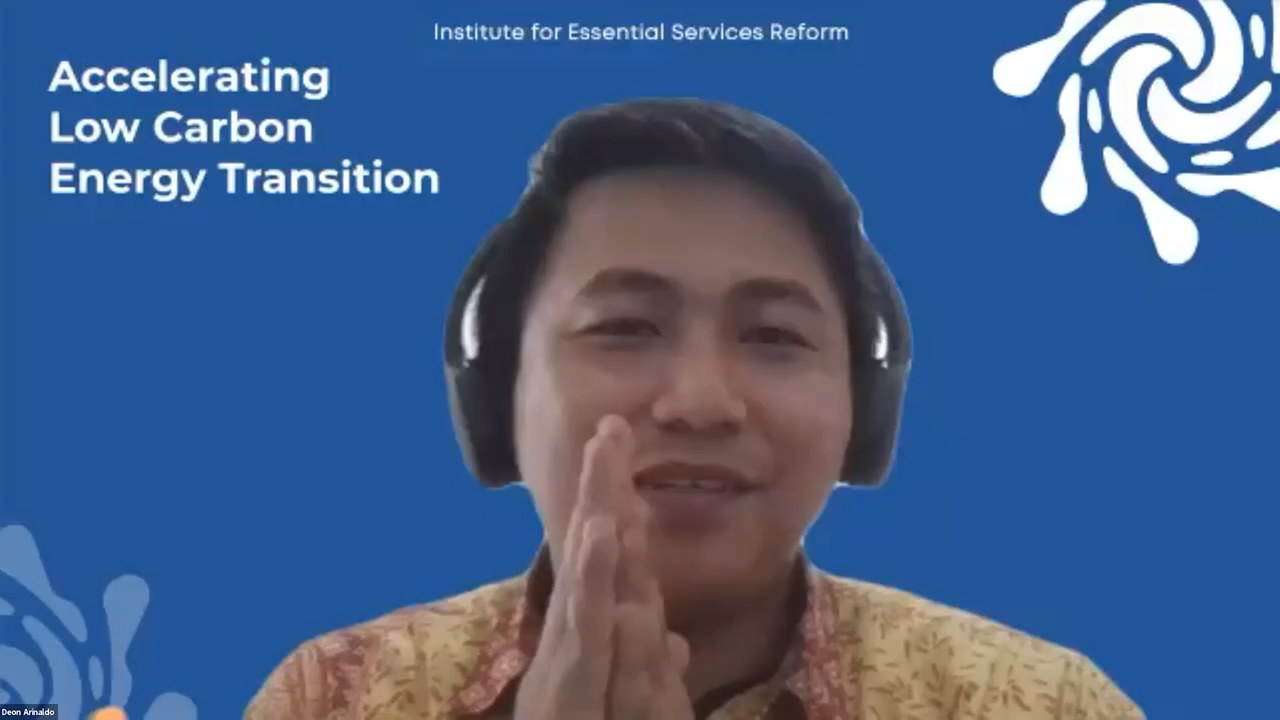 Institute for Essential Services Reform
Accelerating
Low Carbon
Energy Transition
Deon Arinaldo